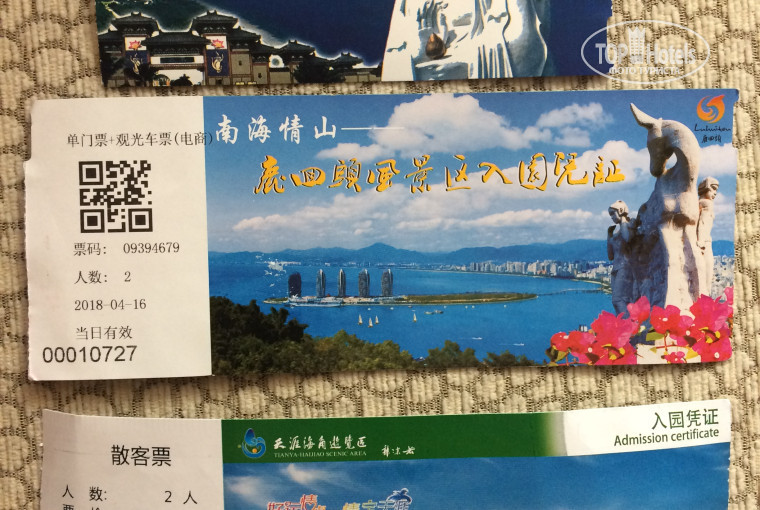 TOP Hotels
单门票+观光车票(电商)
南海情山——
鹿回头风景区入园凭证
鹿回头
票码: 09394679
人数: 2
2018-04-16
当日有效
00010727
散客票
人 数: 2 人
天涯海角游览区
TIANYA-HAIJIAO SCENIC AREA
入园凭证
Admission certificate